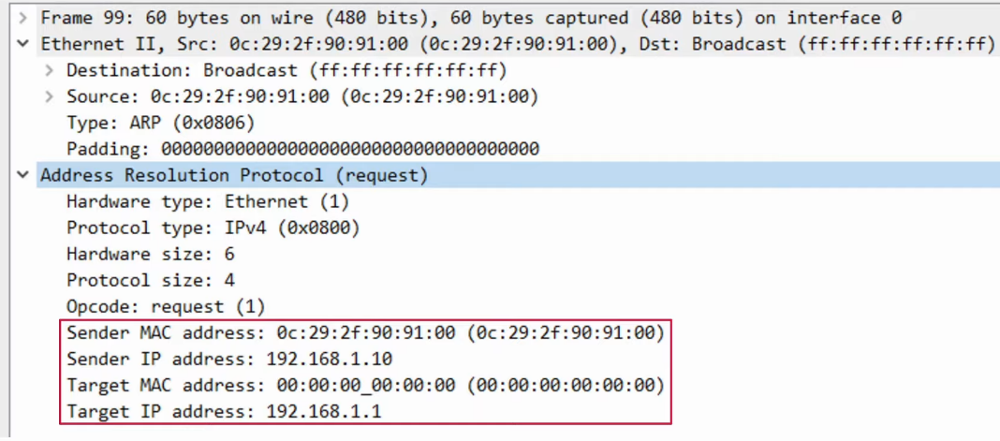 Frame 99: 60 bytes on wire (480 bits), 60 bytes captured (480 bits) on interface 0
Ethernet II, Src: 0c:29:2f:90:91:00 (0c:29:2f:90:91:00), Dst: Broadcast (ff:ff:ff:ff:ff:ff)
Destination: Broadcast (ff:ff:ff:ff:ff:ff)
Source: 0c:29:2f:90:91:00 (0c:29:2f:90:91:00)
Type: ARP (0x0806)
Padding: 000000000000000000000000000000000000
Address Resolution Protocol (request)
Hardware type: Ethernet (1)
Protocol type: IPv4 (0x0800)
Hardware size: 6
Protocol size: 4
Opcode: request (1)
Sender MAC address: 0c:29:2f:90:91:00 (0c:29:2f:90:91:00)
Sender IP address: 192.168.1.10
Target MAC address: 00:00:00_00:00:00 (00:00:00:00:00:00)
Target IP address: 192.168.1.1